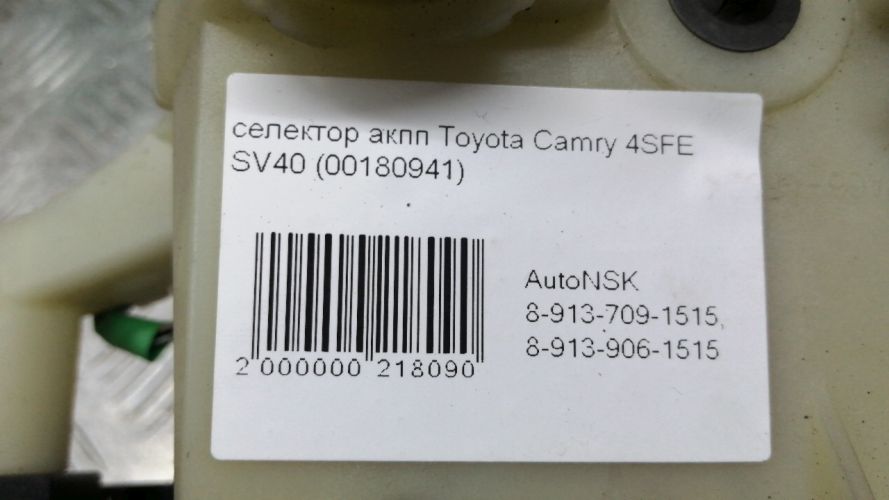 селектор акпп Toyota Camry 4SFE
SV40 (00180941)
AutoNSK
8-913-709-1515,
8-913-906-1515
2 000000 218090